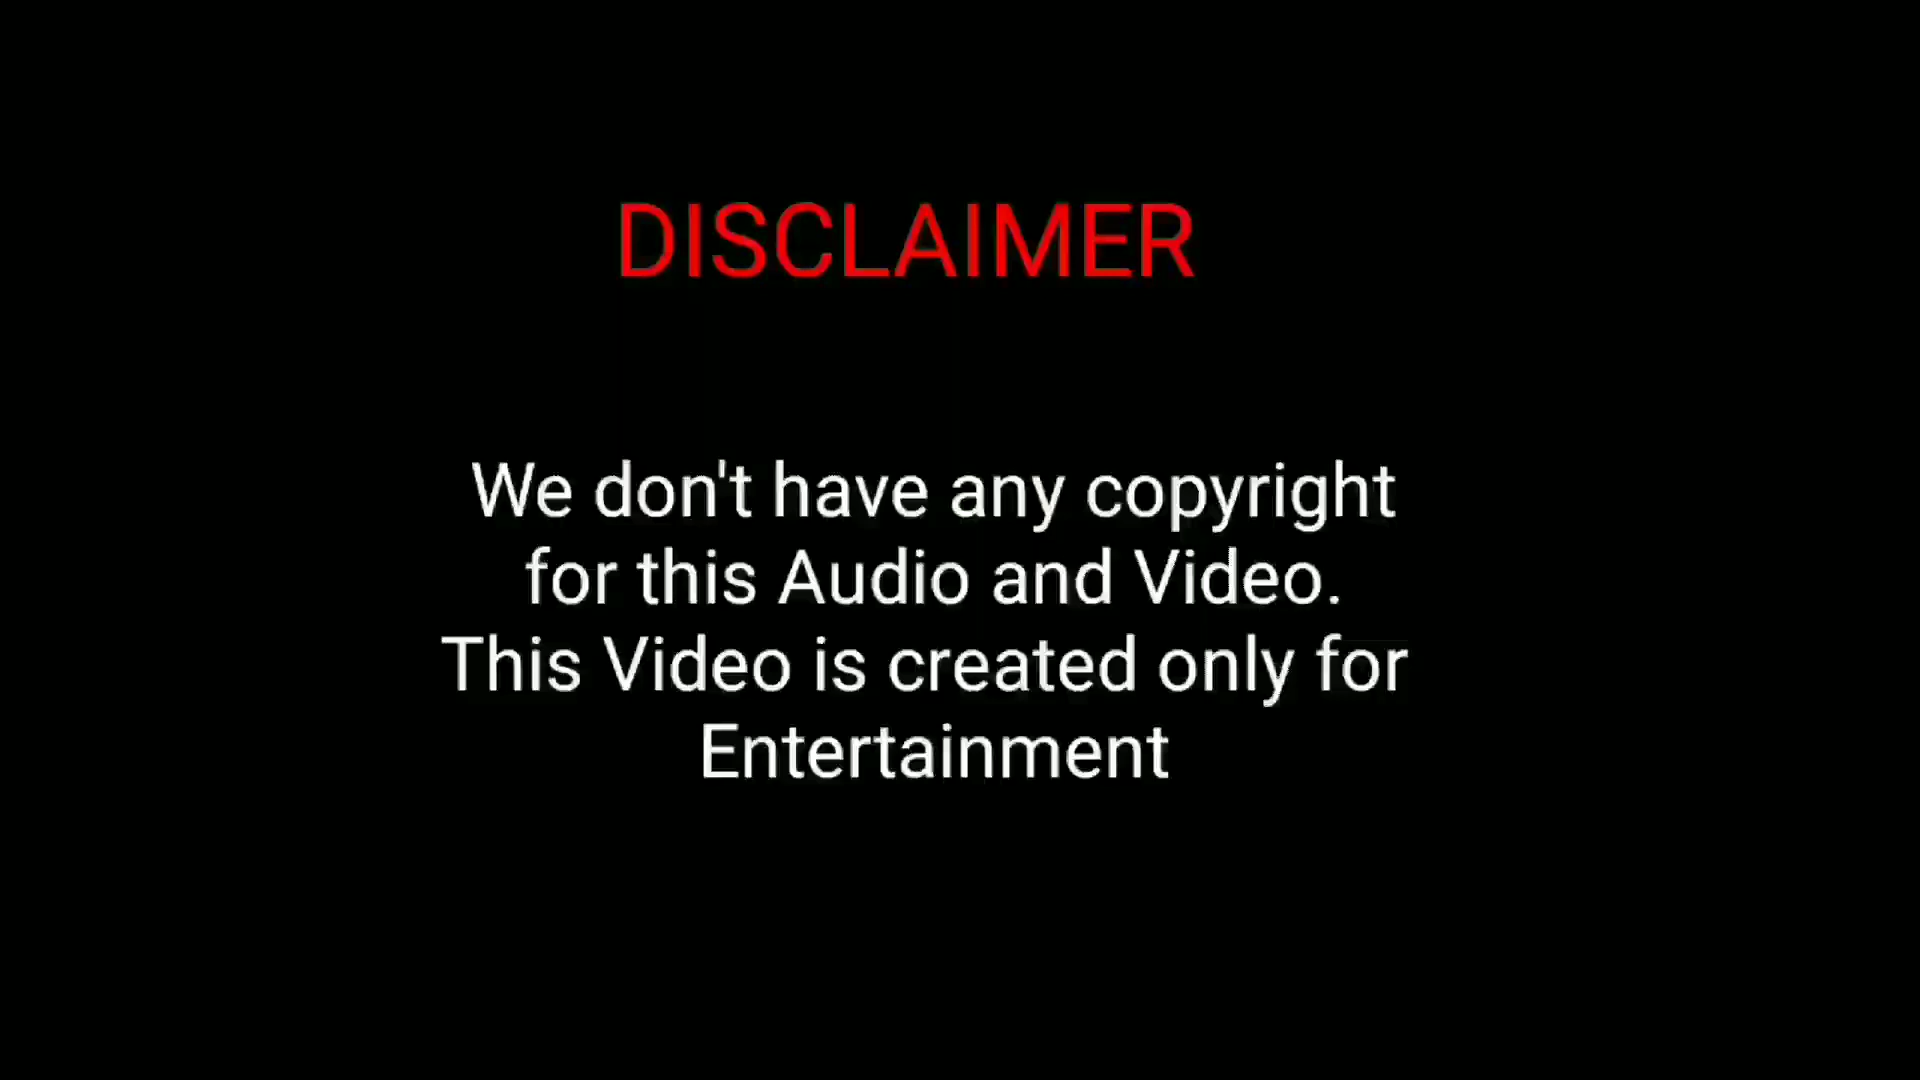 DISCLAIMER
We don't have any copyright
for this Audio and Video.
This Video is created only for
Entertainment